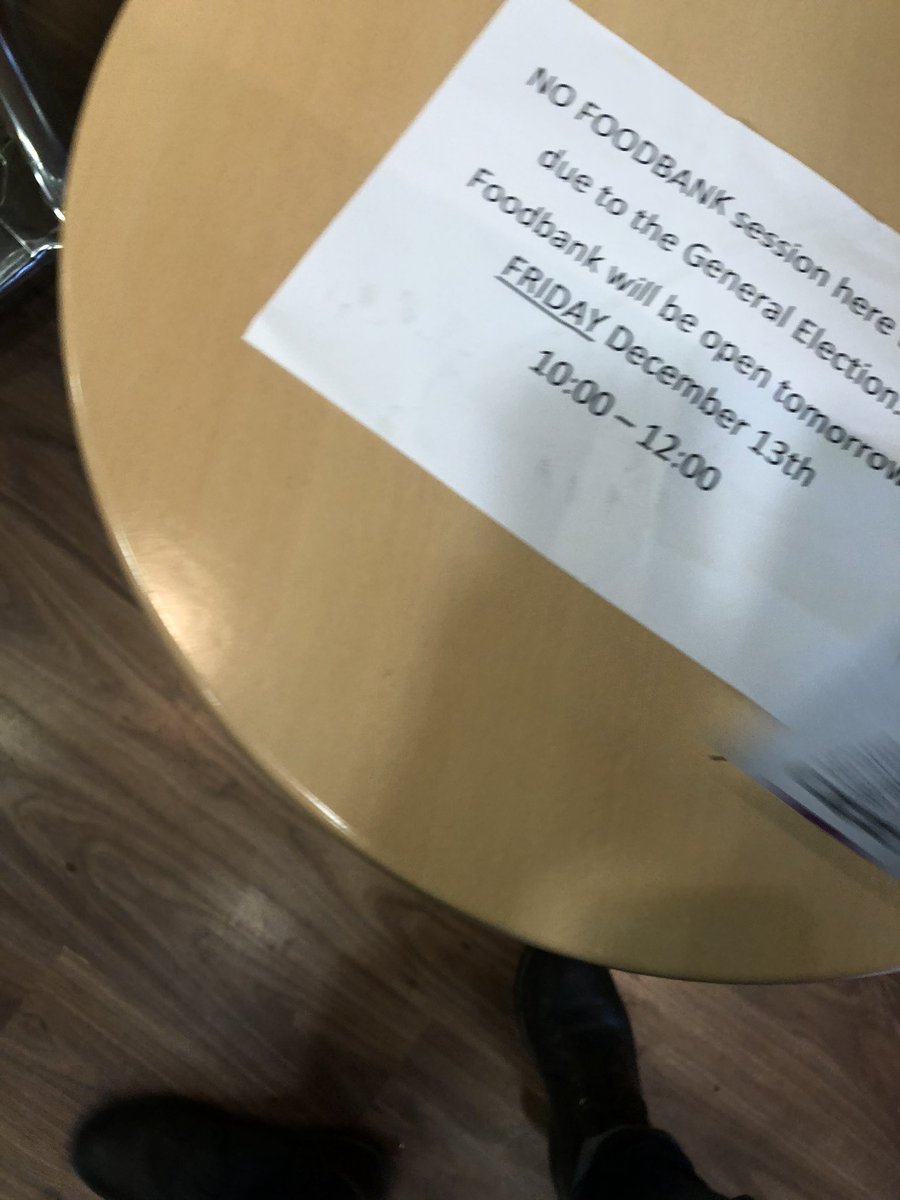 NO FOODBANK session here
due to the General Election.
Foodbank will be open tomorrow
FRIDAY December 13th
10:00 – 12:00